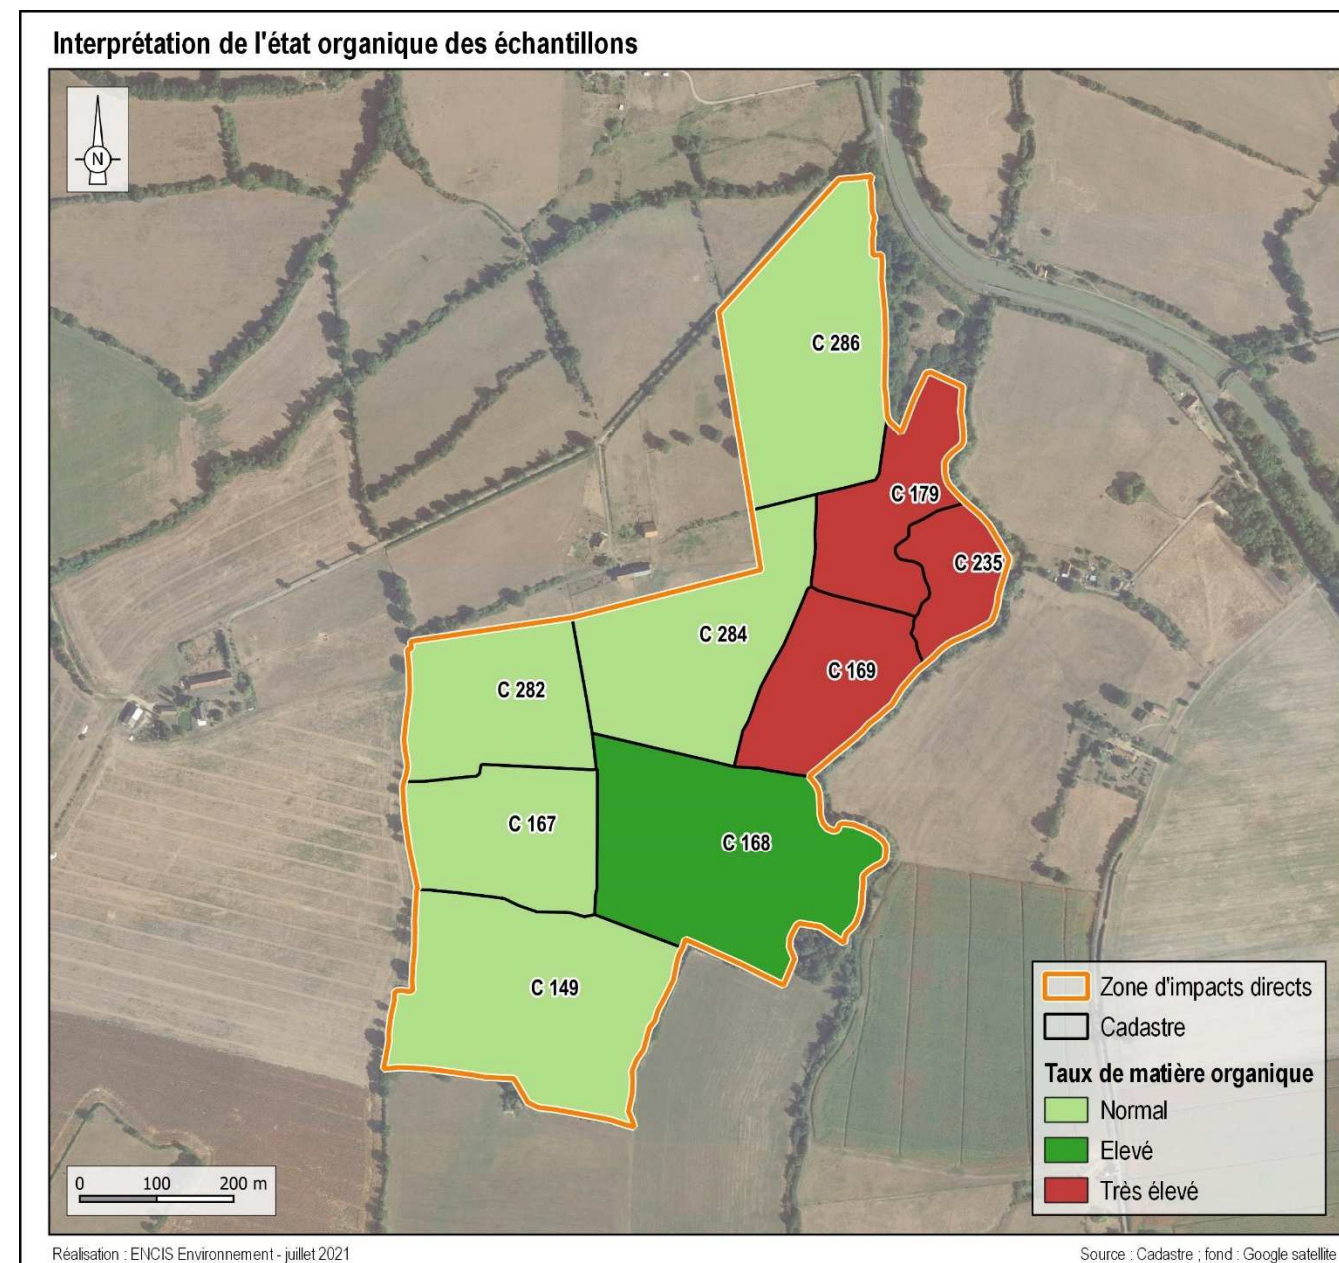 Interprétation de l'état organique des échantillons
N
C 286
C 179
C 235
C 284
C 169
C 282
C 167
C 168
C 149
Zone d'impacts directs
Cadastre
Taux de matière organique
Normal
Elevé
Très élevé
0 100 200 m
Réalisation : ENCIS Environnement - juillet 2021
Source : Cadastre ; fond : Google satellite